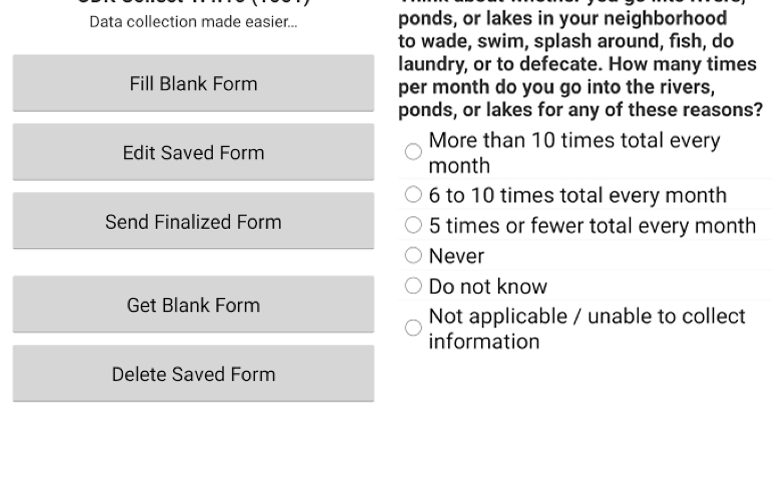 Data collection made easier...
Fill Blank Form
Edit Saved Form
Send Finalized Form
Get Blank Form
Delete Saved Form
ponds, or lakes in your neighborhood
to wade, swim, splash around, fish, do
laundry, or to defecate. How many times
per month do you go into the rivers,
ponds, or lakes for any of these reasons?
More than 10 times total every
month
6 to 10 times total every month
5 times or fewer total every month
Never
Do not know
Not applicable / unable to collect
information